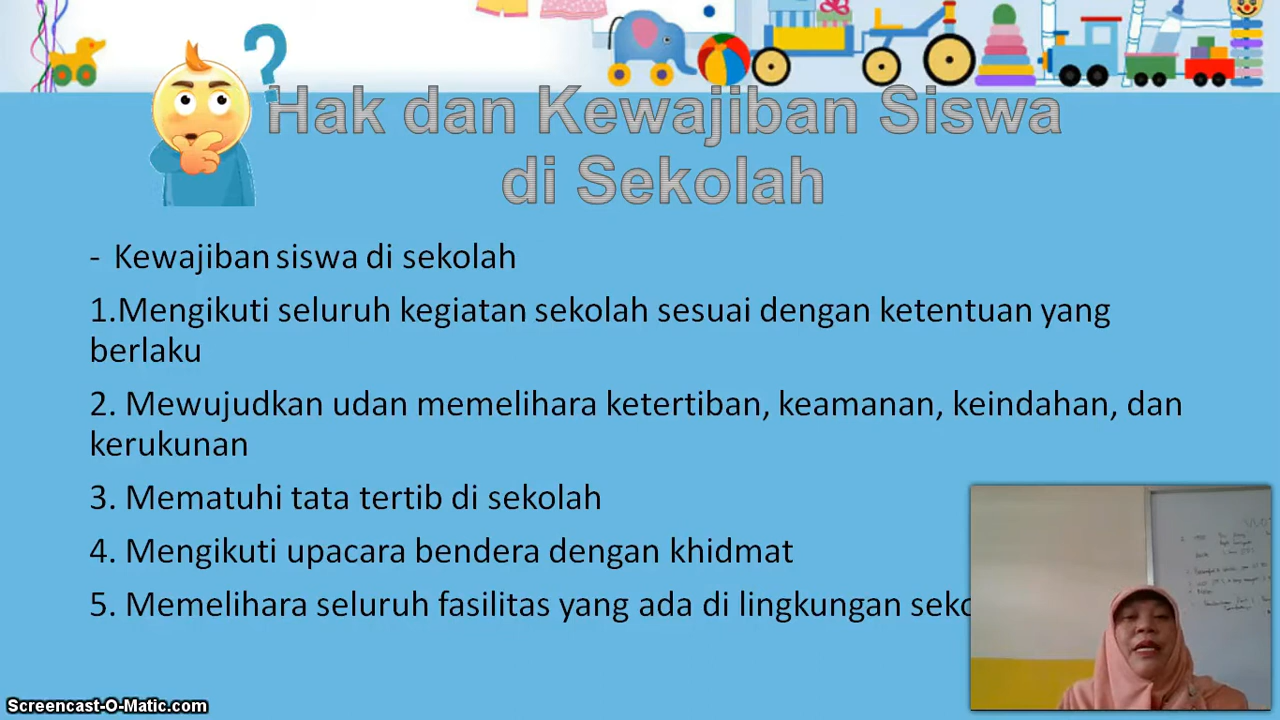 Hak dan Kewajiban Siswa
di Sekolah
- Kewajiban siswa di sekolah
1.Mengikuti seluruh kegiatan sekolah sesuai dengan ketentuan yang
berlaku
2. Mewujudkan udan memelihara ketertiban, keamanan, keindahan, dan
kerukunan
3. Mematuhi tata tertib di sekolah
4. Mengikuti upacara bendera dengan khidmat
5. Memelihara seluruh fasilitas yang ada di lingkungan seko
Screencast-O-Matic.com